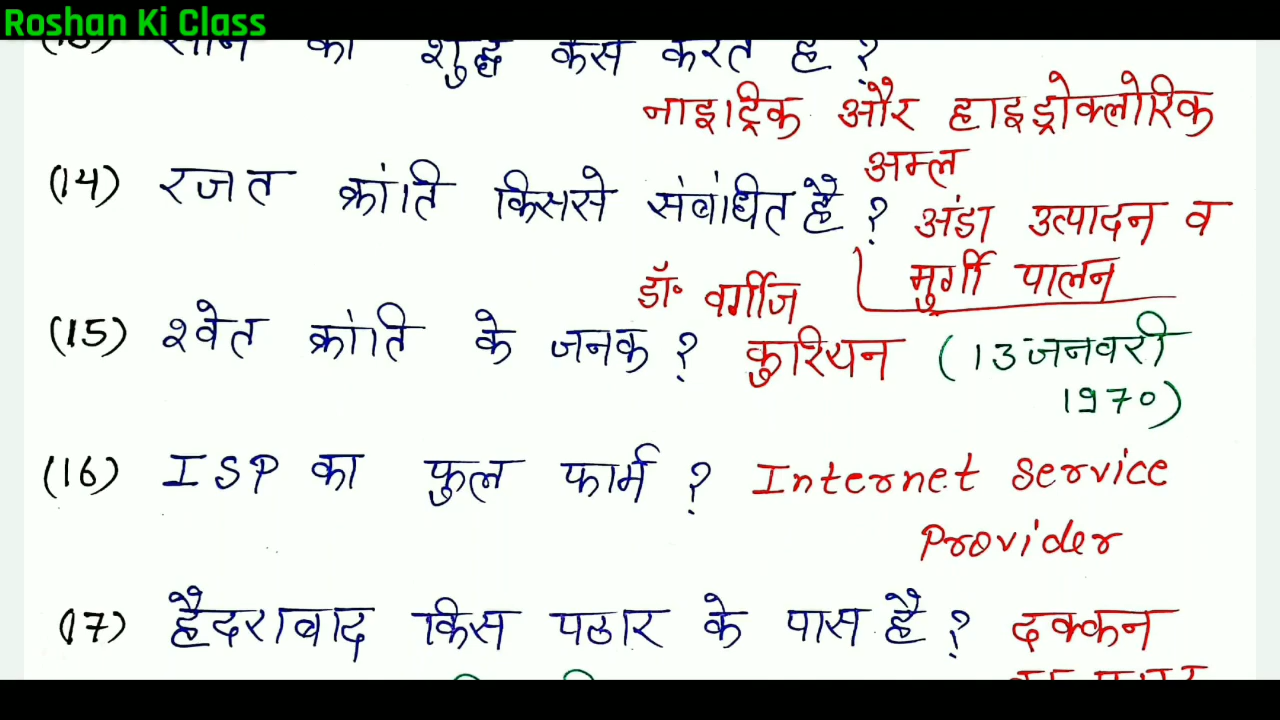 Roshan Ki Class
को शुद्ध कैसे करते है ?
नाइट्रिक और हाइड्रोक्लोरिक
अम्ल
(14) रजत क्रांति किससे संबंधित है ? अंडा उत्पादन व
मुर्गी पालन
डॉ॰ वर्गीज
(15) श्वेत क्रांति के जनक ? कुरियन (13 जनवरी
1970)
(16) ISP का फुल फार्म ? Internet Service
Provider
(17) हैदराबाद किस पठार के पास है ? दक्कन